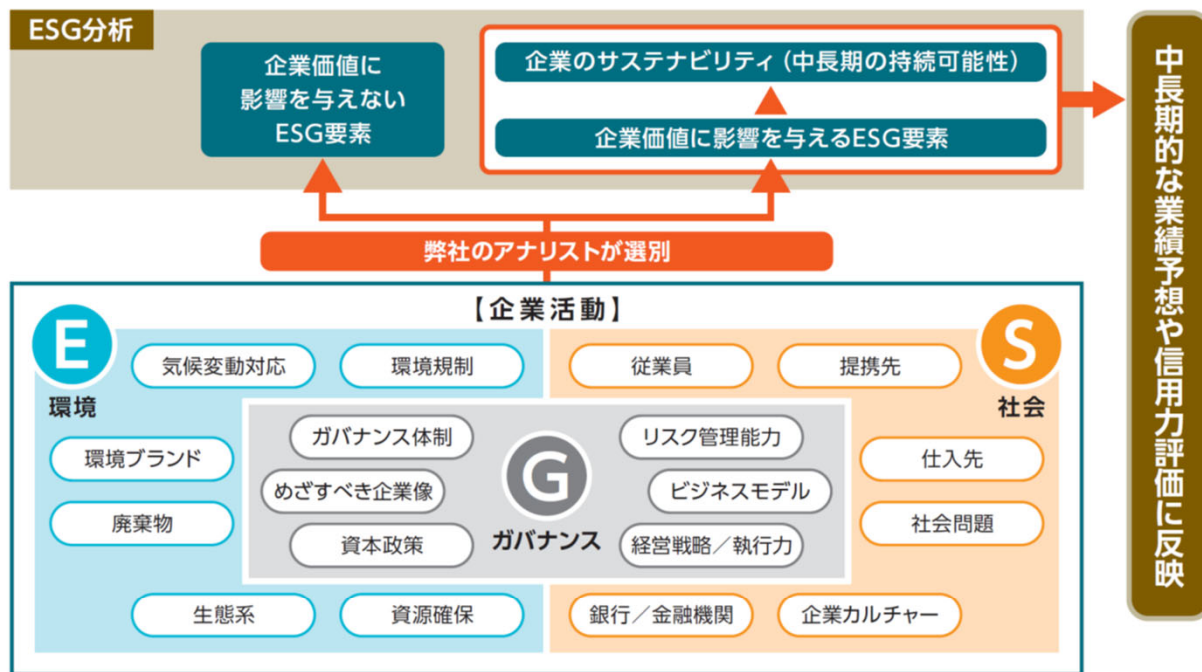 ESG分析
企業価値に
影響を与えない
ESG要素
企業のサステナビリティ（中長期の持続可能性）
企業価値に影響を与えるESG要素
中長期的な業績予想や信用力評価に反映
弊社のアナリストが選別
【企業活動】
E
環境
気候変動対応
環境規制
従業員
提携先
S
社会
環境ブランド
廃棄物
ガバナンス体制
めざすべき企業像
資本政策
G
ガバナンス
リスク管理能力
ビジネスモデル
経営戦略／執行力
仕入先
社会問題
生態系
資源確保
銀行／金融機関
企業カルチャー